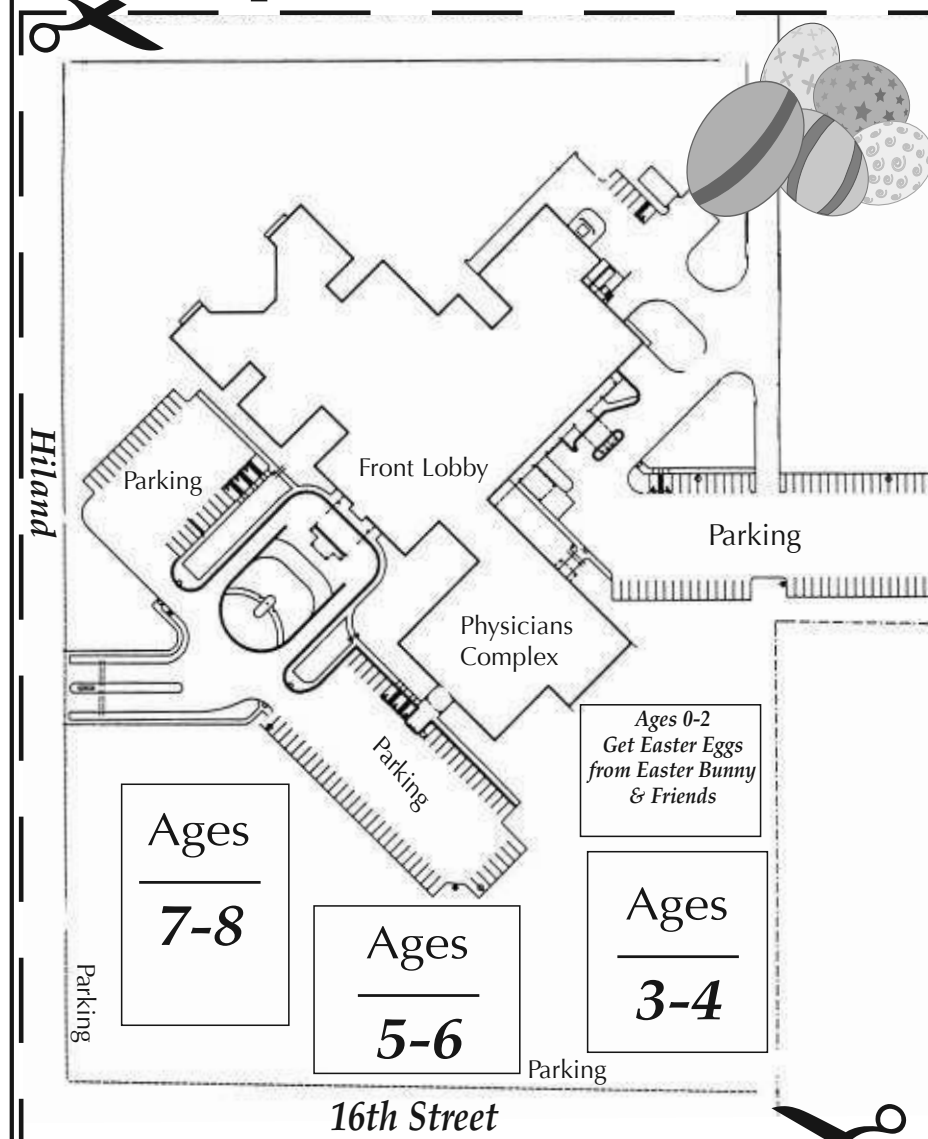 Hiland
Parking
Front Lobby
Parking
Physicians
Complex
Parking
Ages 0-2
Get Easter Eggs
from Easter Bunny
& Friends
Ages
7-8
Ages
5-6
Ages
3-4
Parking
Parking
16th Street